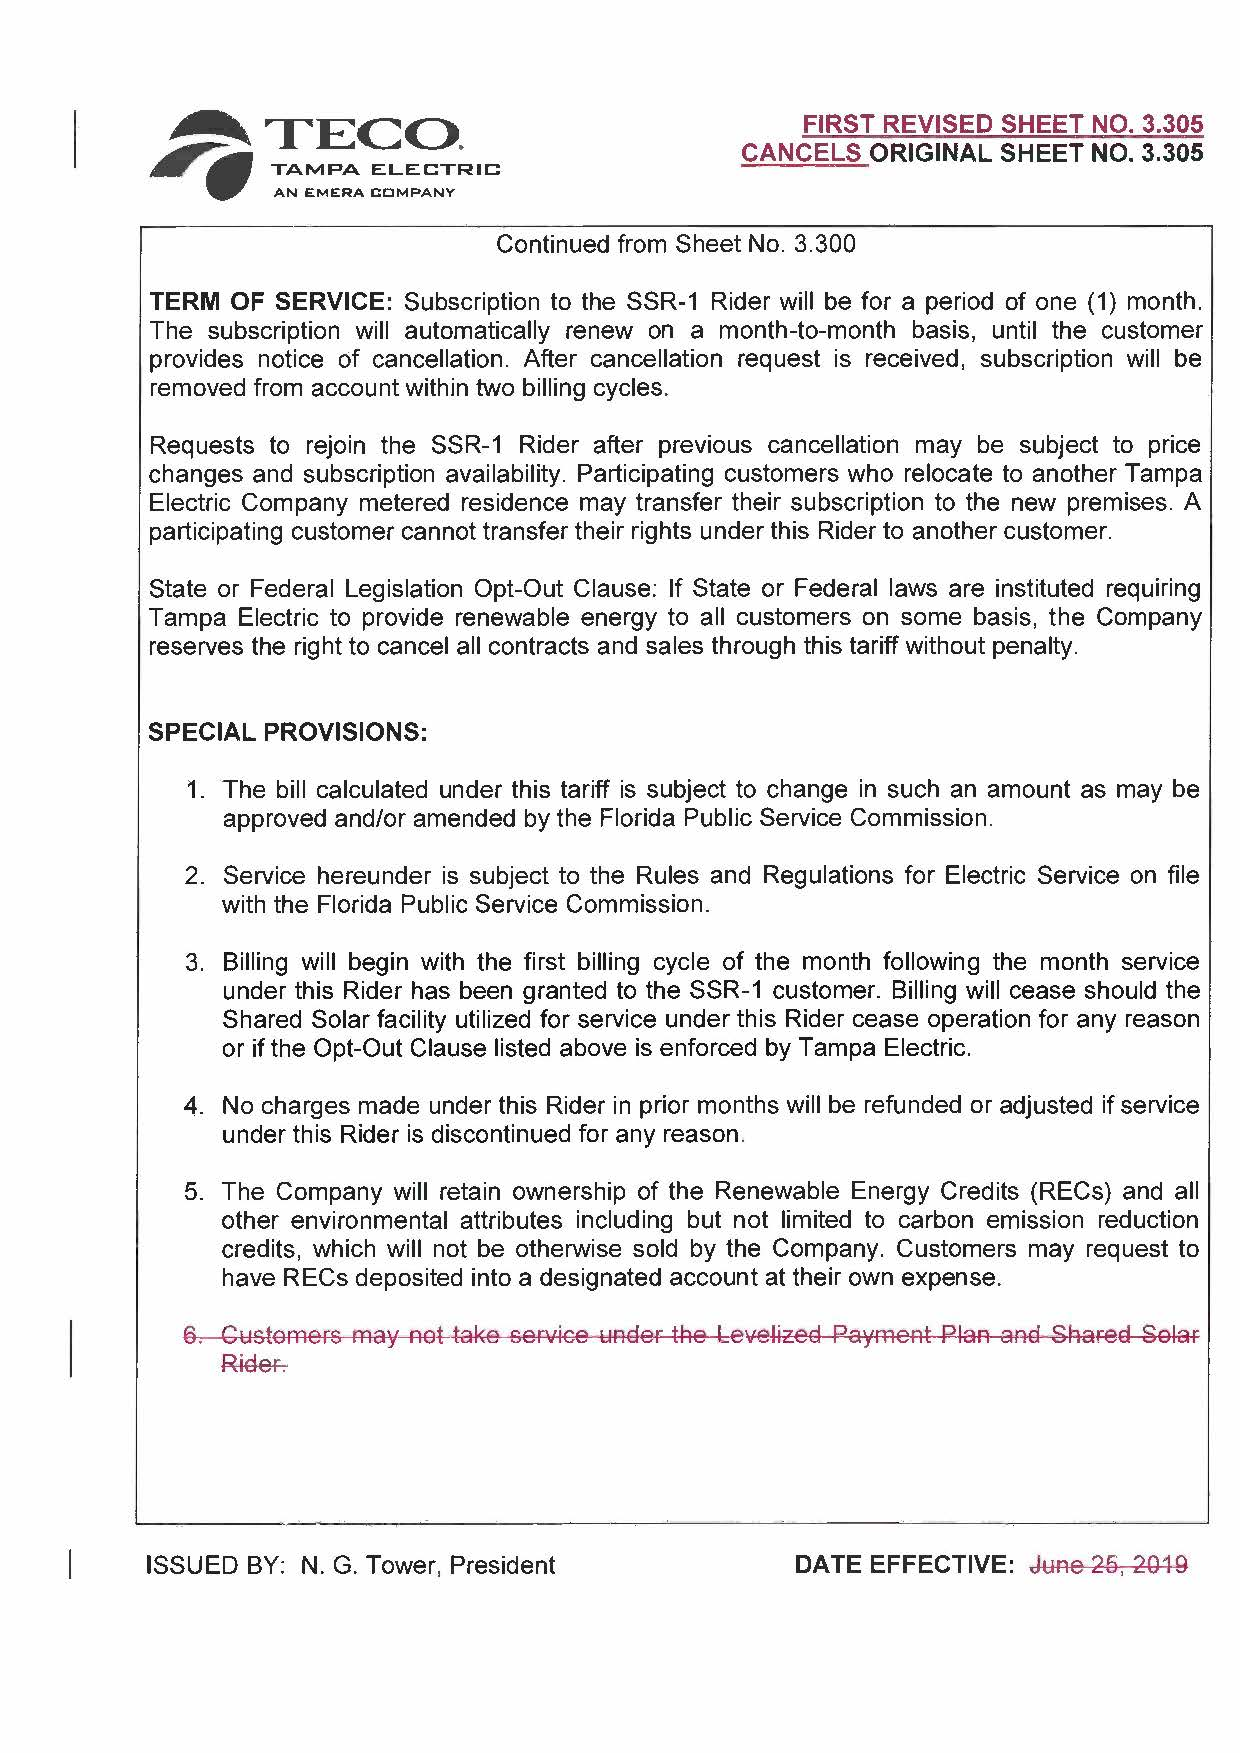 TECO.
TAMPA ELECTRIC
AN EMERA COMPANY
FIRST REVISED SHEET NO. 3.305
CANCELS ORIGINAL SHEET NO. 3.305
Continued from Sheet No. 3.300
TERM OF SERVICE: Subscription to the SSR-1 Rider will be for a period of one (1) month.
The subscription will automatically renew on a month-to-month basis, until the customer
provides notice of cancellation. After cancellation request is received, subscription will be
removed from account within two billing cycles.
Requests to rejoin the SSR-1 Rider after previous cancellation may be subject to price
changes and subscription availability. Participating customers who relocate to another Tampa
Electric Company metered residence may transfer their subscription to the new premises. A
participating customer cannot transfer their rights under this Rider to another customer.
State or Federal Legislation Opt-Out Clause: If State or Federal laws are instituted requiring
Tampa Electric to provide renewable energy to all customers on some basis, the Company
reserves the right to cancel all contracts and sales through this tariff without penalty.
SPECIAL PROVISIONS:
1. The bill calculated under this tariff is subject to change in such an amount as may be
approved and/or amended by the Florida Public Service Commission.
2. Service hereunder is subject to the Rules and Regulations for Electric Service on file
with the Florida Public Service Commission.
3. Billing will begin with the first billing cycle of the month following the month service
under this Rider has been granted to the SSR-1 customer. Billing will cease should the
Shared Solar facility utilized for service under this Rider cease operation for any reason
or if the Opt-Out Clause listed above is enforced by Tampa Electric.
4. No charges made under this Rider in prior months will be refunded or adjusted if service
under this Rider is discontinued for any reason.
5. The Company will retain ownership of the Renewable Energy Credits (RECs) and all
other environmental attributes including but not limited to carbon emission reduction
credits, which will not be otherwise sold by the Company. Customers may request to
have RECs deposited into a designated account at their own expense.
6. Customers may not take service under the Levelized Payment Plan and Shared Solar
Rider.
ISSUED BY: N. G. Tower, President
DATE EFFECTIVE: June 25, 2019